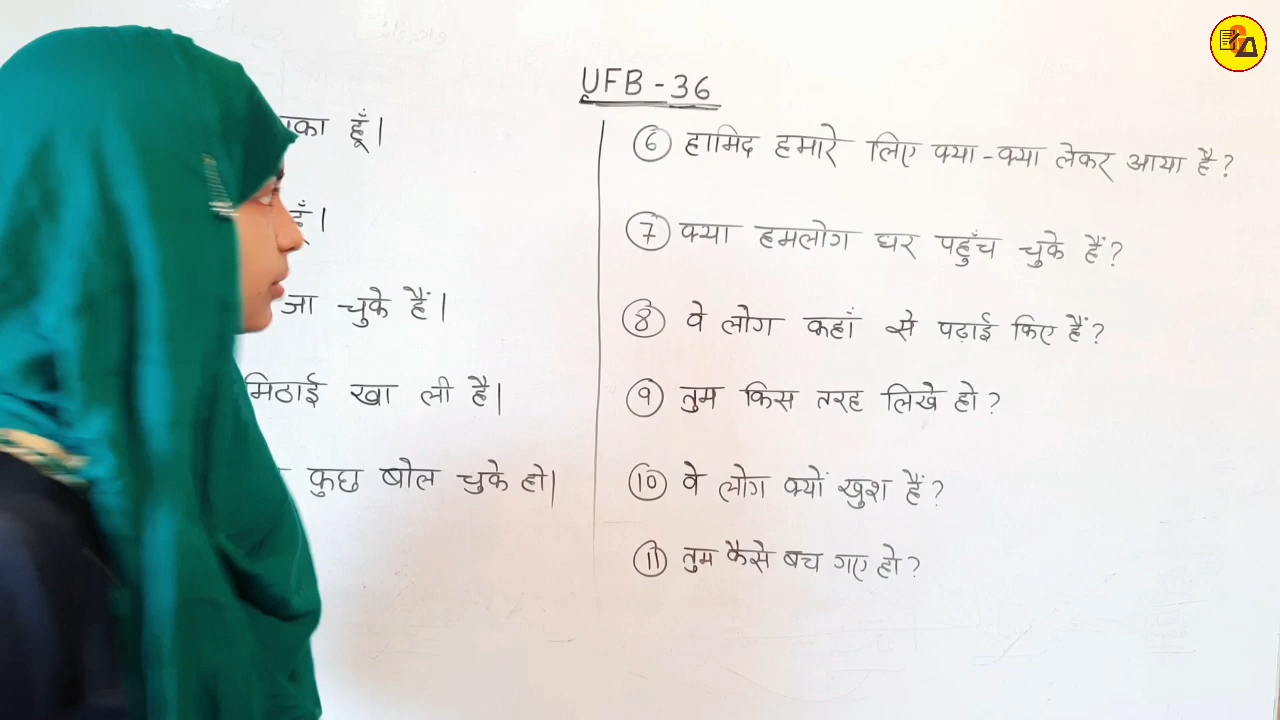 UFB - 36
हूँ।
हूँ।
जा चुके हैं।
मिठाई खा ली है।
कुछ बोल चुके हो।
6 हामिद हमारे लिए क्या - क्या लेकर आया है?
7 क्या हमलोग घर पहुँच चुके हैं?
8 वे लोग कहाँ से पढ़ाई किए हैं?
9 तुम किस तरह लिखे हो?
10 वे लोग क्यों खुश हैं?
11 तुम कैसे बच गए हो?